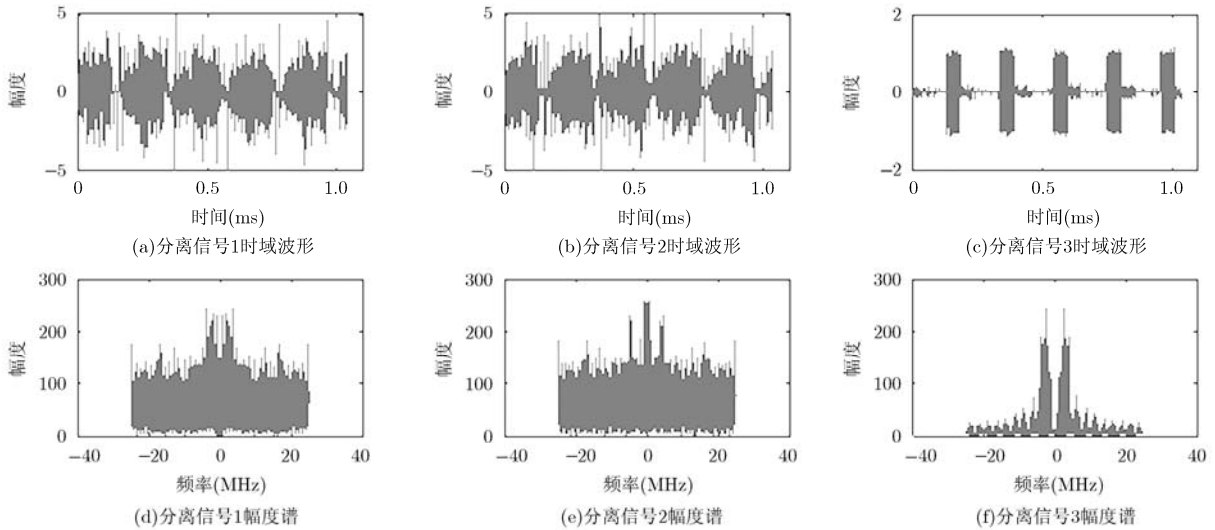 5 5 2
幅度 幅度 幅度
0 0 0
−5 −5 −2
0 0.5 1.0 0 0.5 1.0 0 0.5 1.0
时间(ms) 时间(ms) 时间(ms)
(a)分离信号1时域波形 (b)分离信号2时域波形 (c)分离信号3时域波形
300 300 300
200 200 200
幅度 幅度 幅度
100 100 100
0 0 0
−40 −20 0 20 40 −40 −20 0 20 40 −40 −20 0 20 40
频率(MHz) 频率(MHz) 频率(MHz)
(d)分离信号1幅度谱 (e)分离信号2幅度谱 (f)分离信号3幅度谱